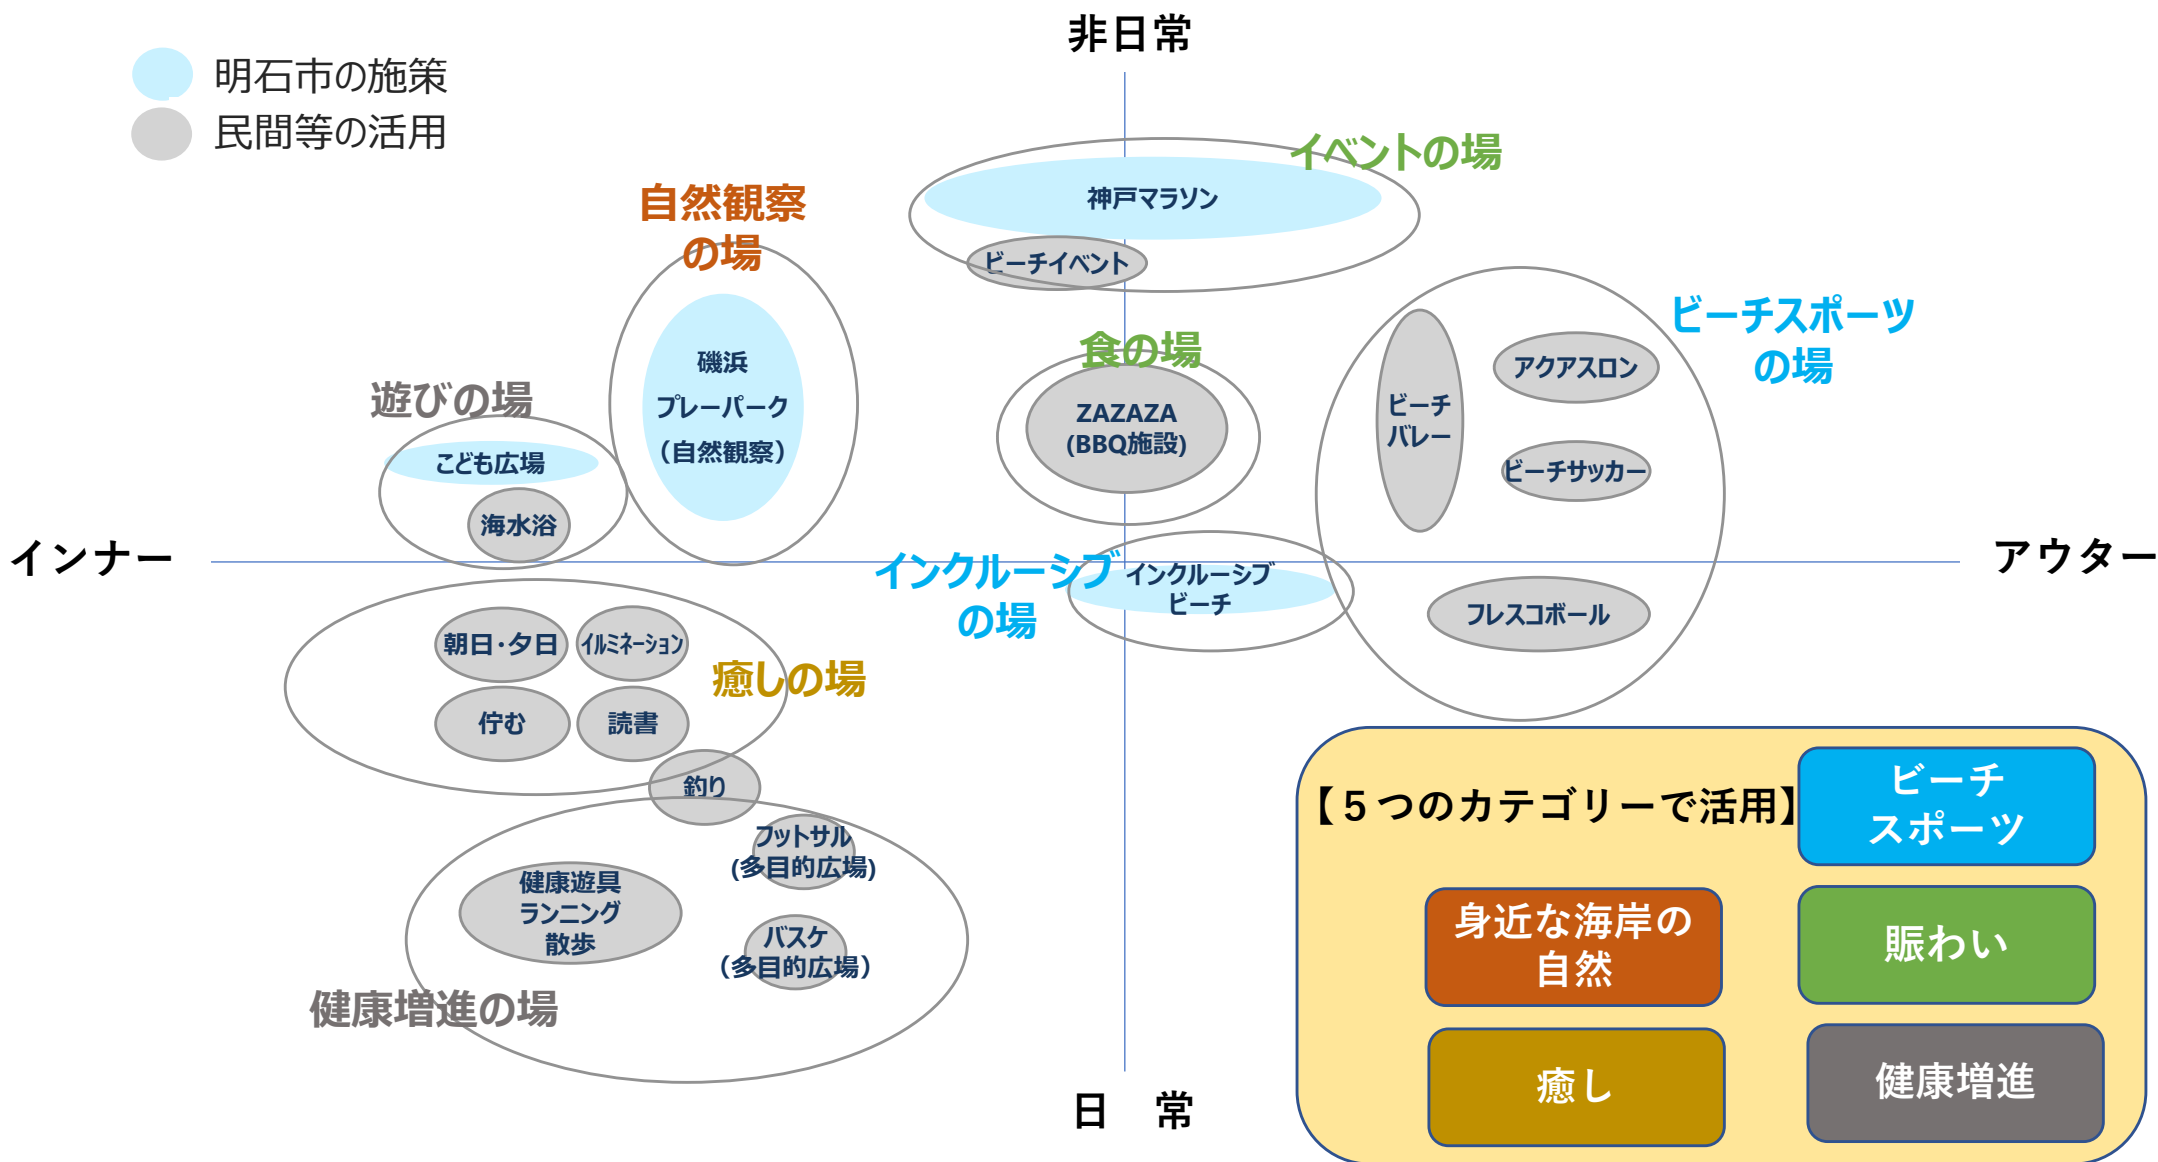 非日常
明石市の施策
民間等の活用
イベントの場
神戸マラソン
ビーチイベント
自然観察
の場
磯浜
プレーパーク
（自然観察）
ビーチスポーツ
の場
ビーチ
バレー
アクアスロン
ビーチサッカー
フレスコボール
食の場
ZAZAZA
(BBQ施設)
遊びの場
こども広場
海水浴
インナー
アウター
インクルーシブ
の場
インクルーシブ
ビーチ
朝日・夕日
イルミネーション
癒しの場
佇む
読書
釣り
フットサル
(多目的広場)
健康遊具
ランニング
散歩
バスケ
（多目的広場）
健康増進の場
日　常
【５つのカテゴリーで活用】
ビーチ
スポーツ
身近な海岸の
自然
賑わい
癒し
健康増進